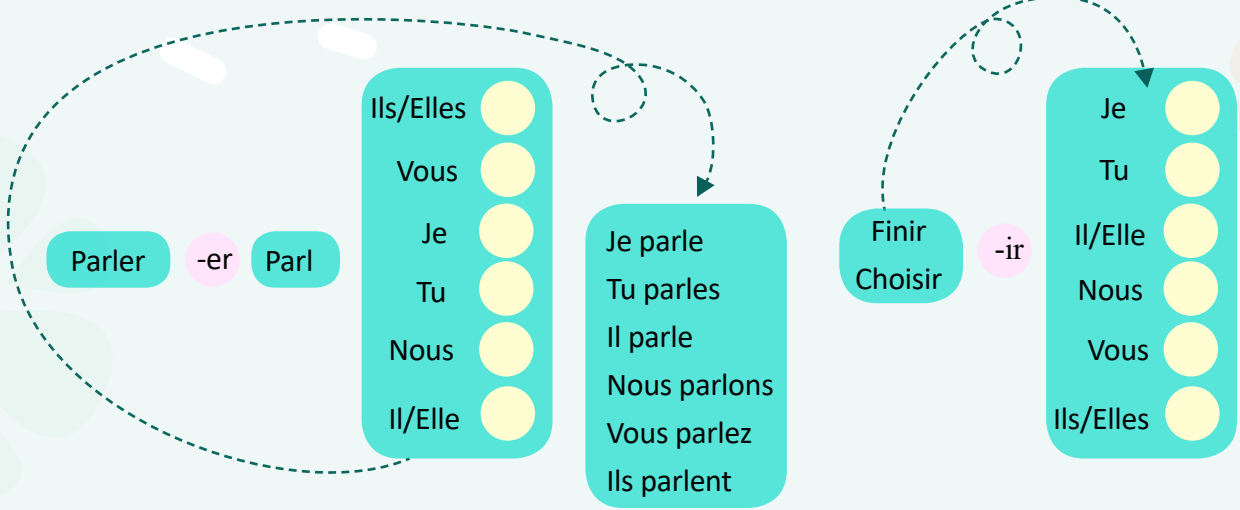 Parler
-er
Parl
Ils/Elles
Vous
Je
Tu
Nous
Il/Elle
Je parle
Tu parles
Il parle
Nous parlons
Vous parlez
Ils parlent
Finir
Choisir
-ir
Je
Tu
Il/Elle
Nous
Vous
Ils/Elles